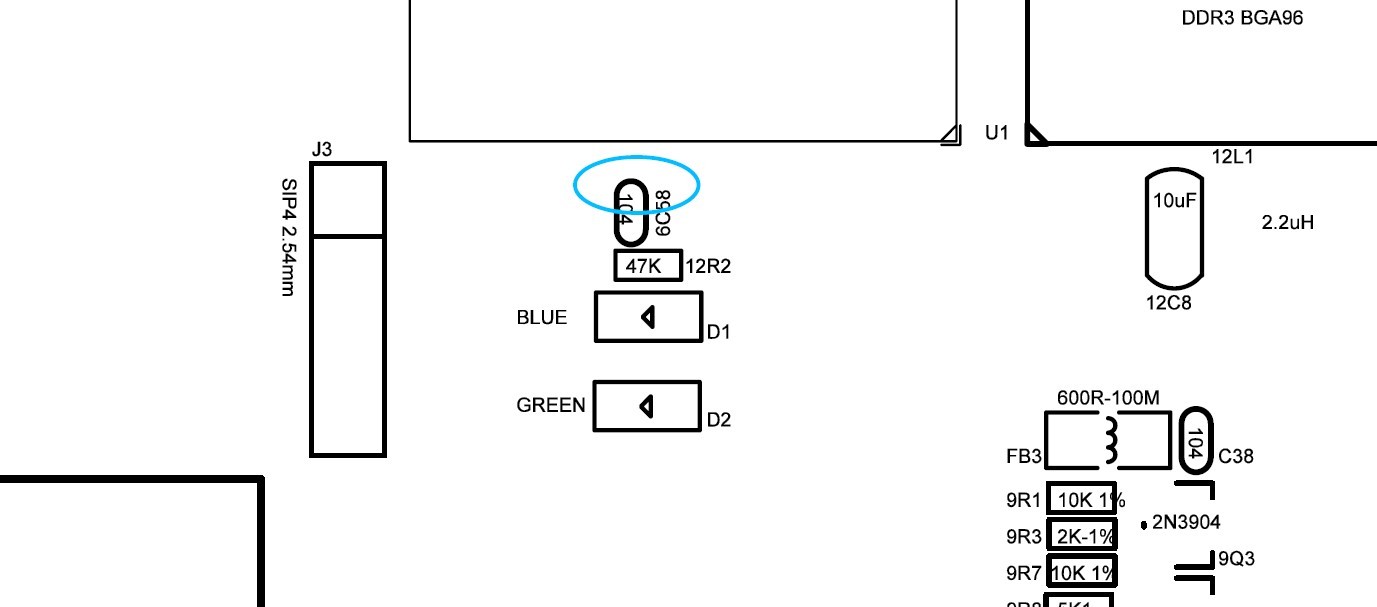 DDR3 BGA96
U1
J3
12L1
SIP4 2.54mm
104
6C58
10uF
2.2uH
47K
12R2
12C8
BLUE
D1
GREEN
D2
600R-100M
FB3
104
C38
9R1
10K 1%
2N3904
9R3
2K-1%
9Q3
9R7
10K 1%
9R8
5K1